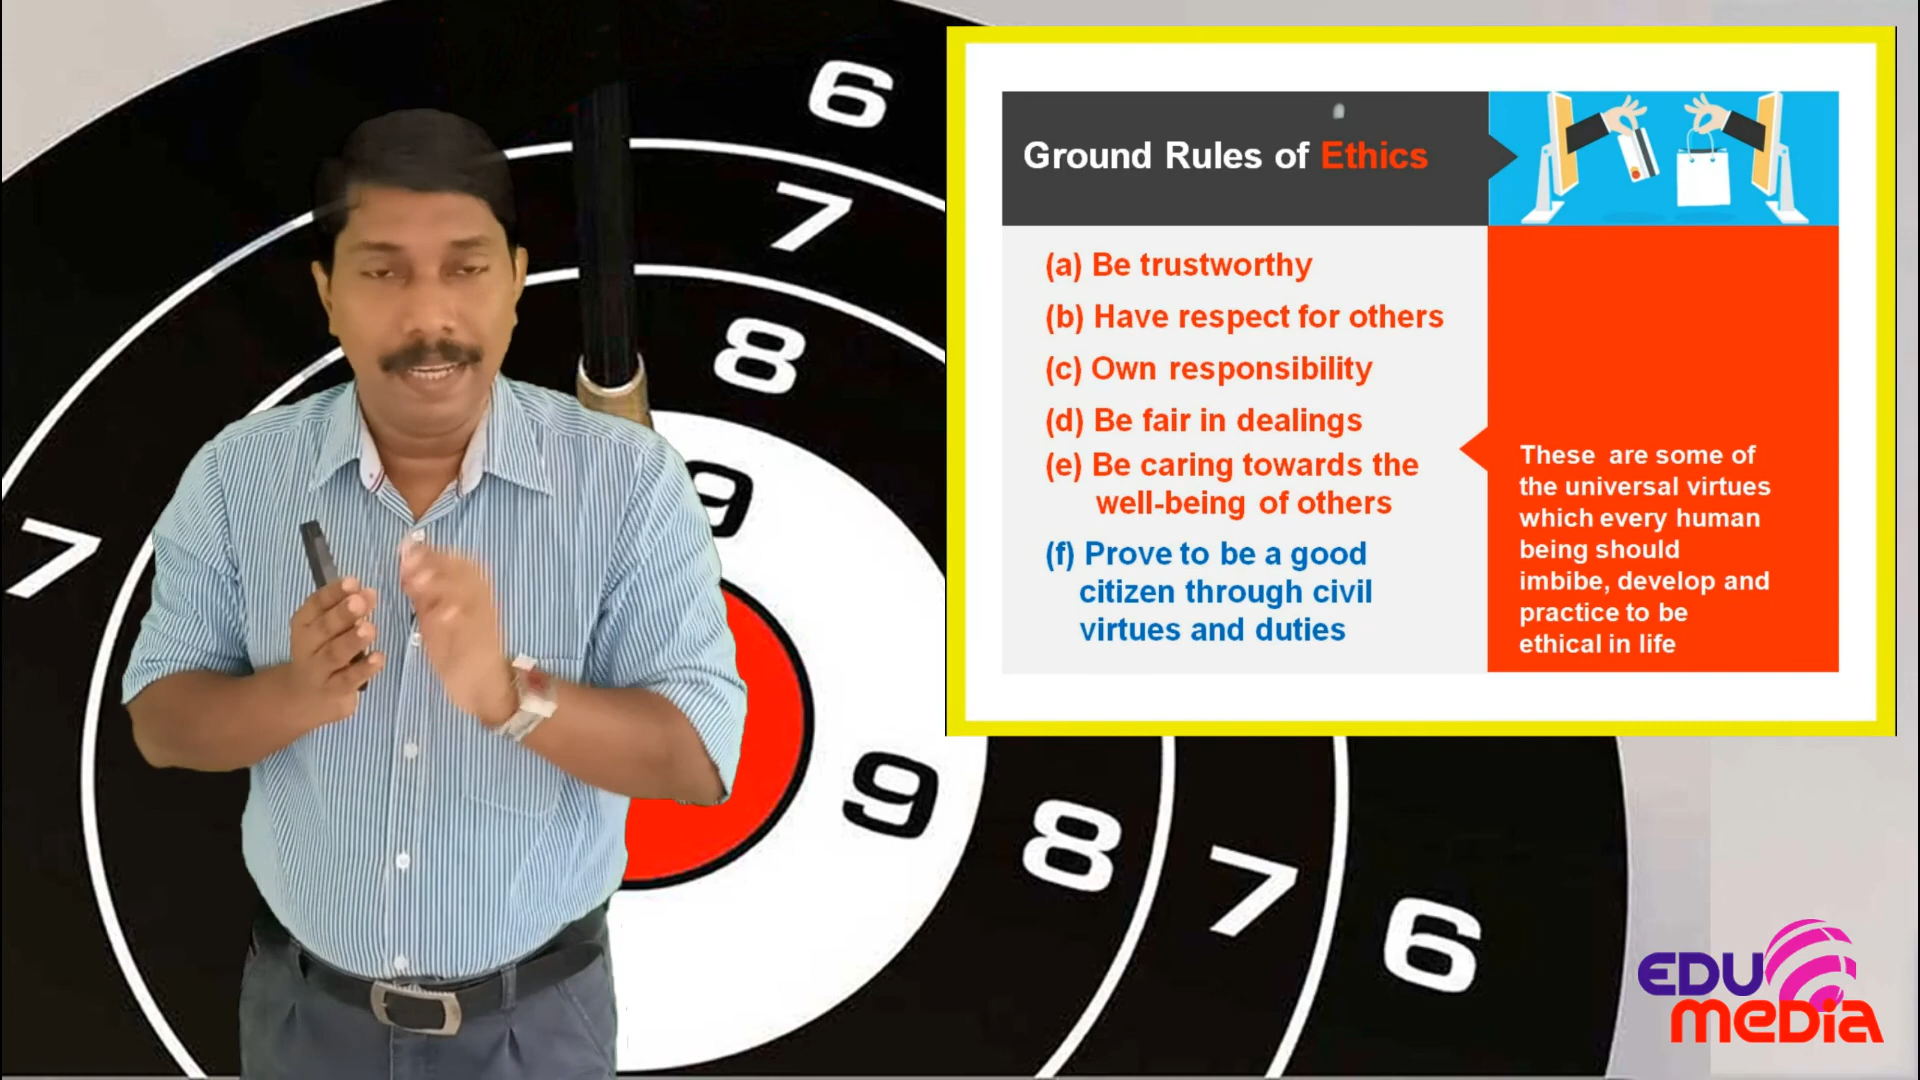 6
7
8
9
7
9
8
7
6
Ground Rules of Ethics
(a) Be trustworthy
(b) Have respect for others
(c) Own responsibility
(d) Be fair in dealings
(e) Be caring towards the
well-being of others
(f) Prove to be a good
citizen through civil
virtues and duties
These are some of
the universal virtues
which every human
being should
imbibe, develop and
practice to be
ethical in life
EDU
MEDIA